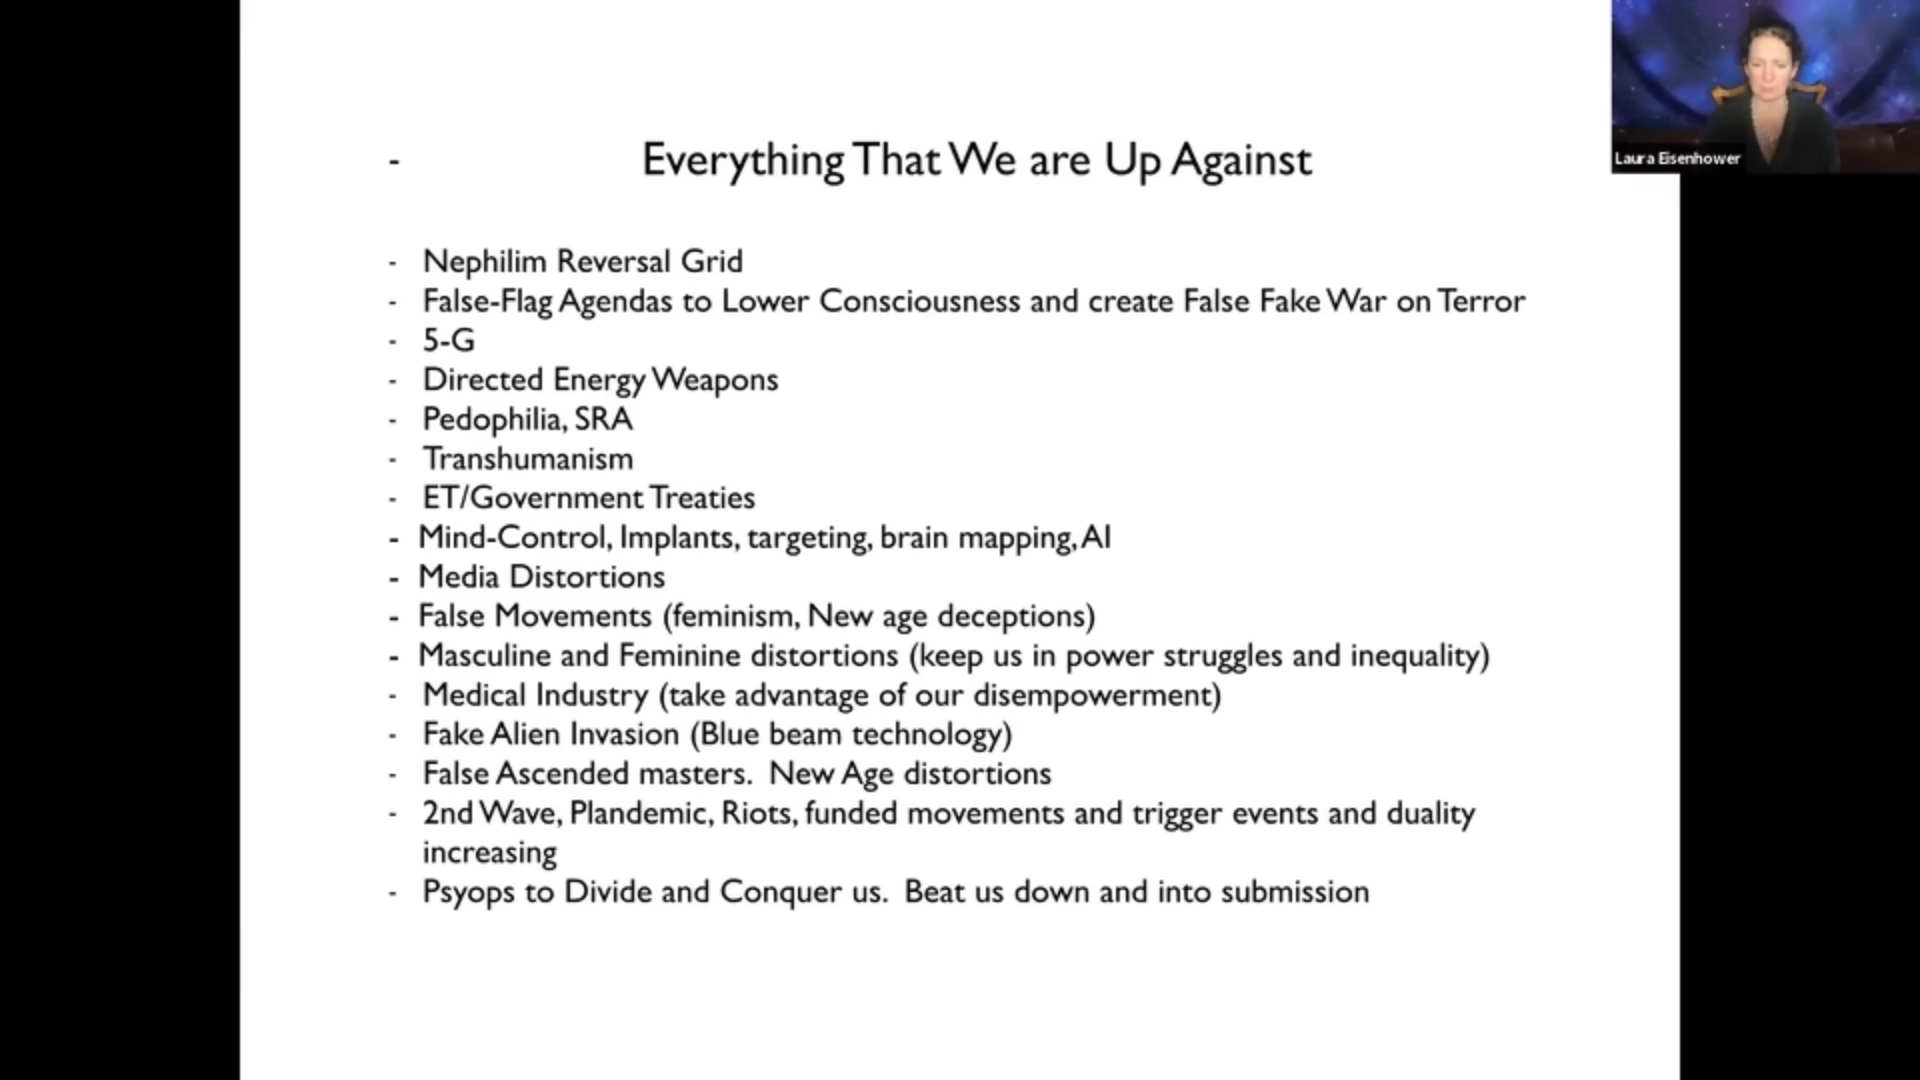 Laura Eisenhower
- Everything That We are Up Against
- Nephilim Reversal Grid
- False-Flag Agendas to Lower Consciousness and create False Fake War on Terror
- 5-G
- Directed Energy Weapons
- Pedophilia, SRA
- Transhumanism
- ET/Government Treaties
- Mind-Control, Implants, targeting, brain mapping, AI
- Media Distortions
- False Movements (feminism, New age deceptions)
- Masculine and Feminine distortions (keep us in power struggles and inequality)
- Medical Industry (take advantage of our disempowerment)
- Fake Alien Invasion (Blue beam technology)
- False Ascended masters.  New Age distortions
- 2nd Wave, Plandemic, Riots, funded movements and trigger events and duality
increasing
- Psyops to Divide and Conquer us.  Beat us down and into submission